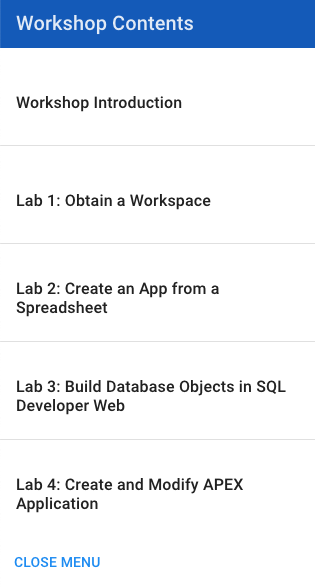 Workshop Contents
Workshop Introduction
Lab 1: Obtain a Workspace
Lab 2: Create an App from a
Spreadsheet
Lab 3: Build Database Objects in SQL
Developer Web
Lab 4: Create and Modify APEX
Application
CLOSE MENU